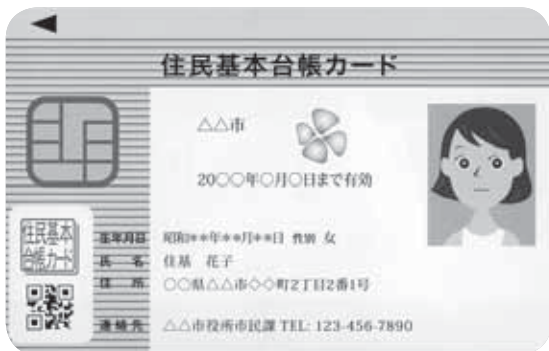 住民基本台帳カード
△△市
20○○年○月○日まで有効
住民基本
台帳カード
生年月日 昭和**年**月**日 性別 女
氏 名 住基 花子
住 所 ○○県△△市◇◇町2丁目2番1号
連絡先 △△市役所市民課 TEL: 123-456-7890